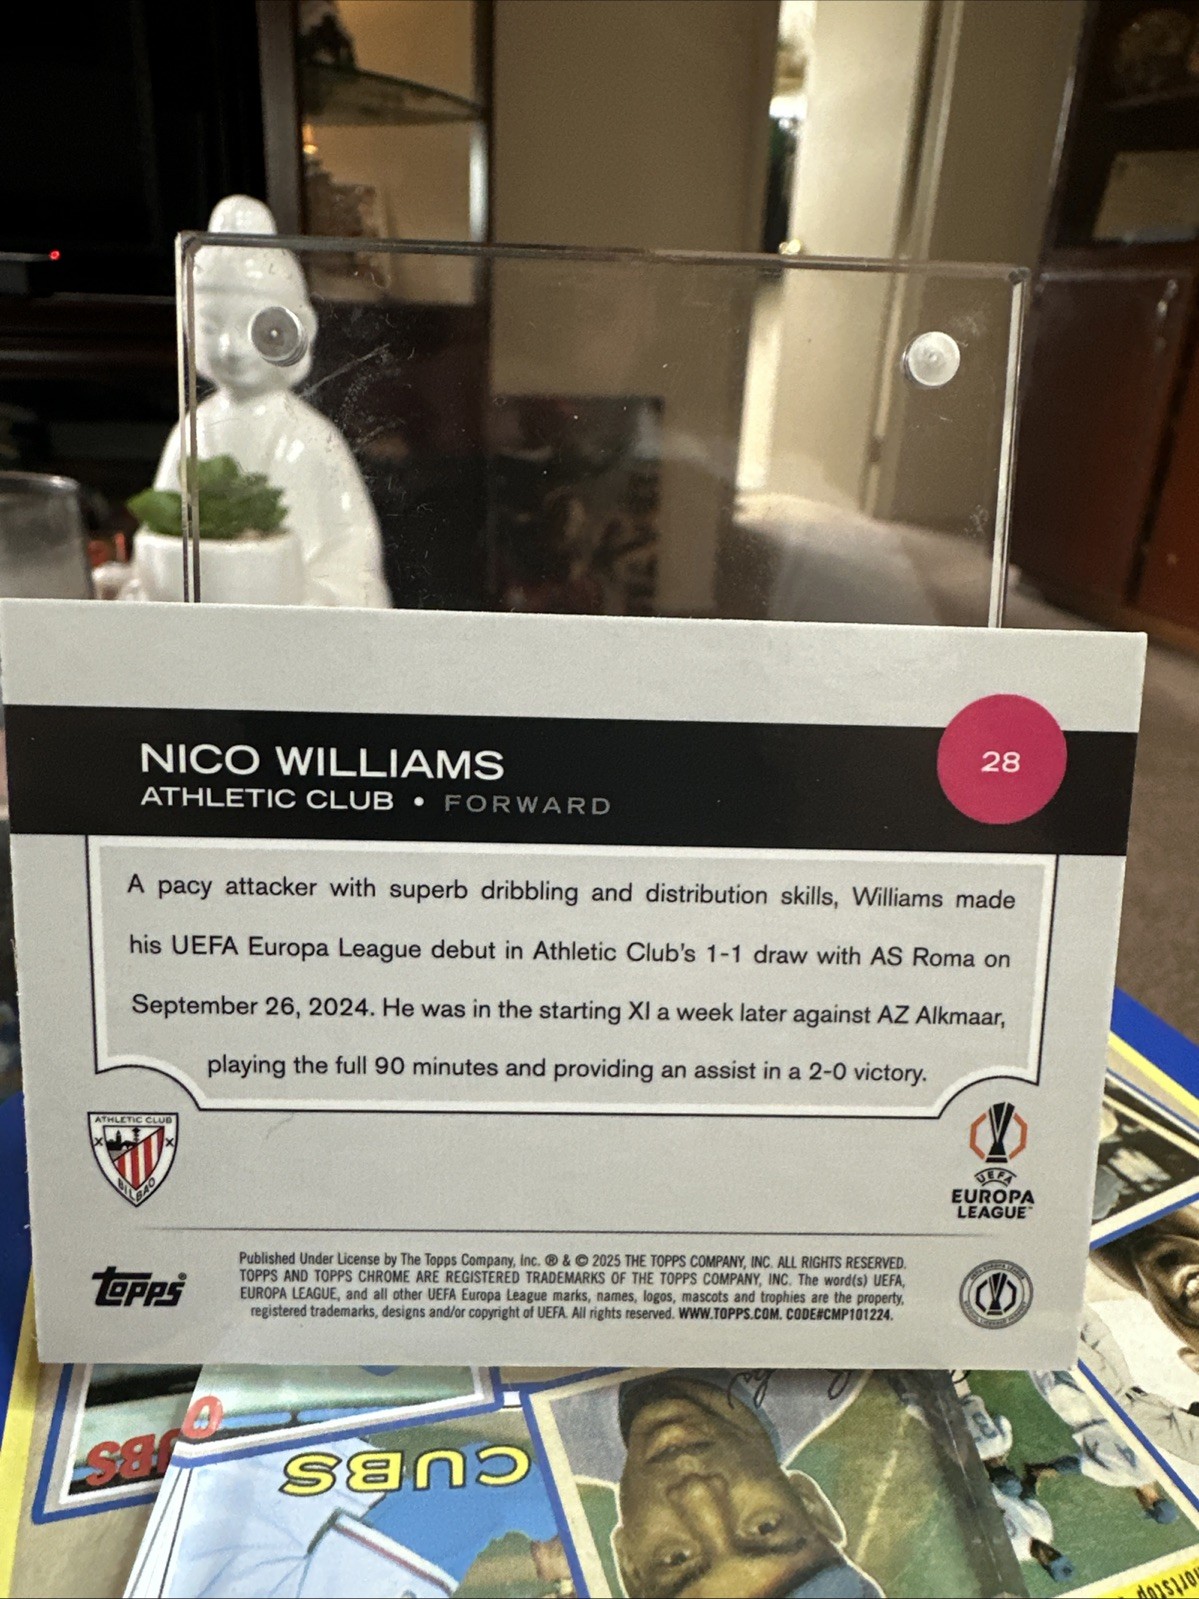 NICO WILLIAMS
ATHLETIC CLUB • FORWARD
28
A pacy attacker with superb dribbling and distribution skills, Williams made
his UEFA Europa League debut in Athletic Club's 1-1 draw with AS Roma on
September 26, 2024. He was in the starting XI a week later against AZ Alkmaar,
playing the full 90 minutes and providing an assist in a 2-0 victory.
ATHLETIC CLUB
BILBAO
UEFA
EUROPA
LEAGUE™
topps®
Published Under License by The Topps Company, Inc. ® & © 2025 THE TOPPS COMPANY, INC. ALL RIGHTS RESERVED.
TOPPS AND TOPPS CHROME ARE REGISTERED TRADEMARKS OF THE TOPPS COMPANY, INC. The word(s) UEFA,
EUROPA LEAGUE, and all other UEFA Europa League marks, names, logos, mascots and trophies are the property,
registered trademarks, designs and/or copyright of UEFA. All rights reserved. WWW.TOPPS.COM. CODE#CMP101224.
CUBS
CUBS